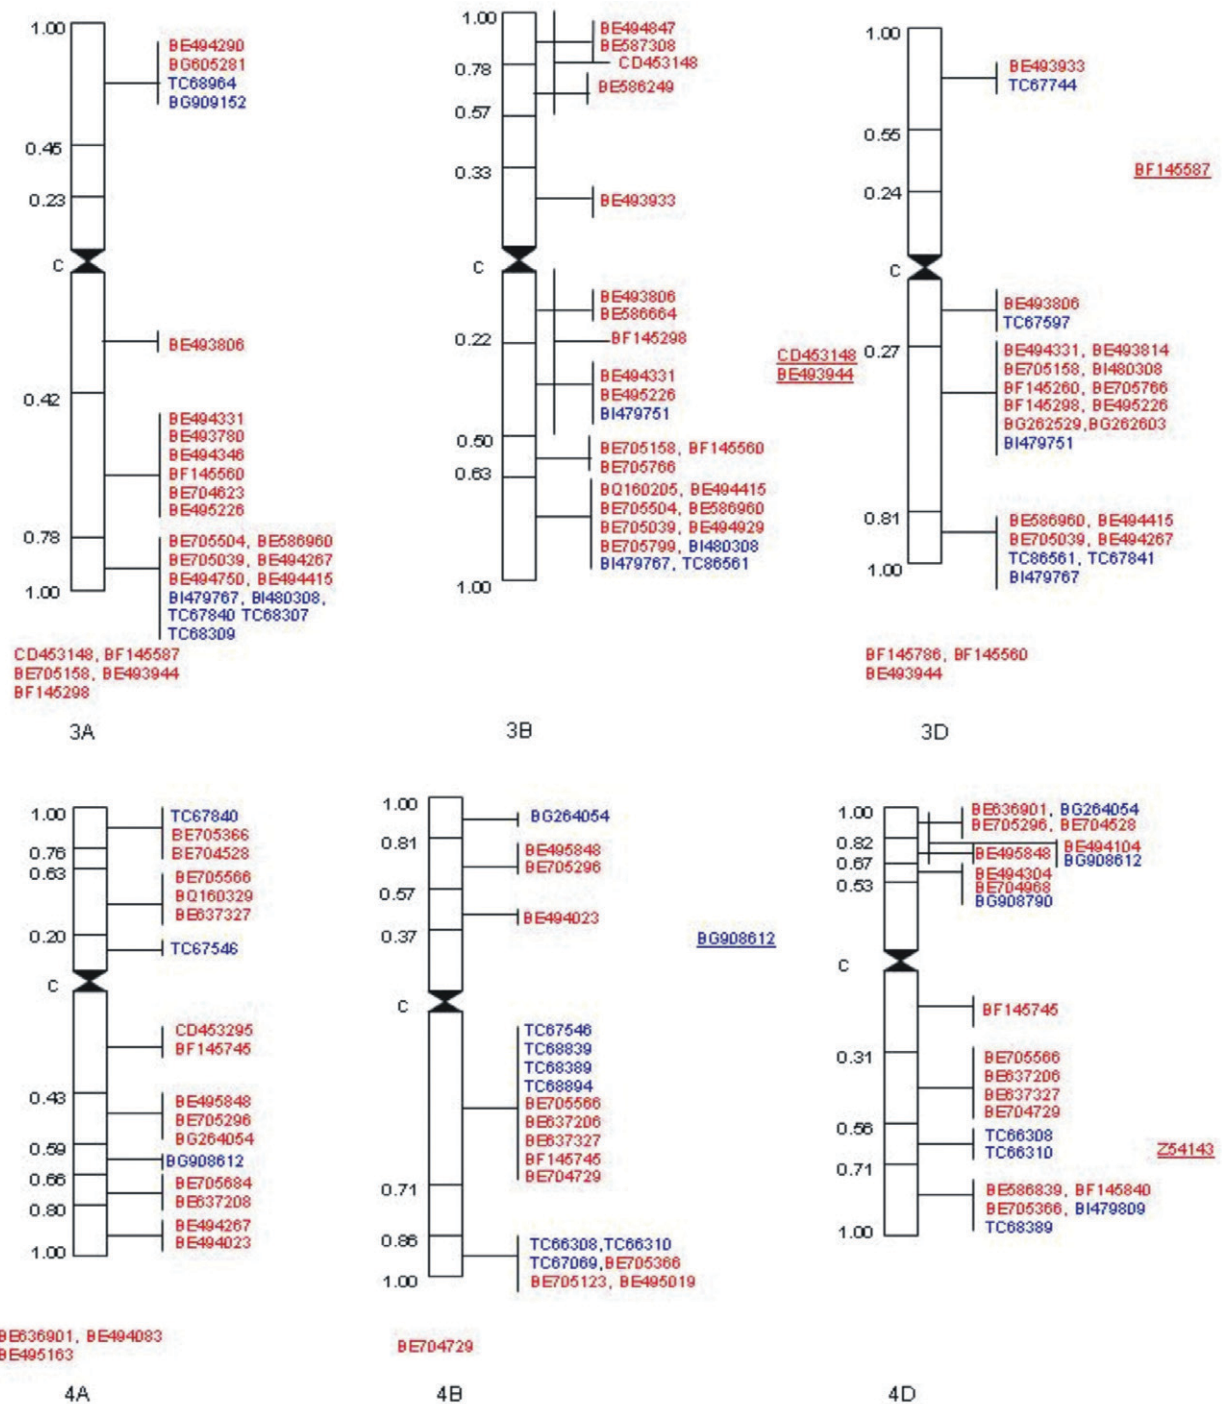 1.00
BE494290
BG605281
TC68964
BG909152
0.45
0.23
C
BE493806
0.42
BE494331
BE493780
BE494346
BF145560
BE704623
BE495226
0.78
BE705504, BE586960
BE705039, BE494267
BE494750, BE494415
BI479767, BI480308,
TC67840 TC68307
TC68309
1.00
CD453148, BF145587
BE705158, BE493944
BF145298
3A
1.00
BE494847
BE587308
CD453148
0.78
BE586249
0.57
0.33
BE493933
C
BE493806
BE586664
0.22
BF145298
BE494331
BE495226
BI479751
0.50
BE705158, BF145560
BE705766
0.63
BQ160205, BE494415
BE705504, BE586960
BE705039, BE494929
BE705799, BI480308
BI479767, TC86561
1.00
CD453148
BE493944
3B
1.00
BE493933
TC67744
0.55
BF145587
0.24
C
BE493806
TC67597
0.27
BE494331, BE493814
BE705158, BI480308
BF145260, BE705766
BF145298, BE495226
BG262529,BG262603
BI479751
0.81
BE586960, BE494415
BE705039, BE494267
TC86561, TC67841
BI479767
1.00
BF145786, BF145560
BE493944
3D
1.00
TC67840
BE705366
BE704528
0.76
0.63
BE705566
BQ160329
BE637327
0.20
TC67546
C
CD453295
BF145745
0.43
BE495848
BE705296
BG264054
0.59
BG908612
0.66
BE705684
BE637208
0.80
BE494267
BE494023
1.00
BE636901, BE494083
BE495163
4A
1.00
BG264054
0.81
BE495848
BE705296
0.57
BE494023
0.37
BG908612
C
TC67546
TC68839
TC68389
TC68894
BE705566
BE637206
BE637327
BF145745
BE704729
0.71
0.86
TC66308,TC66310
TC67069,BE705366
BE705123, BE495019
1.00
BE704729
4B
1.00
BE636901, BG264054
BE705296, BE704528
0.82
BE494104
BE495848
BG908612
0.67
BE494304
BE704968
BG908790
0.53
C
BF145745
0.31
BE705566
BE637206
BE637327
BE704729
0.56
TC66308
TC66310
0.71
Z54143
BE586839, BF145840
BE705366, BI479809
TC68389
1.00
4D